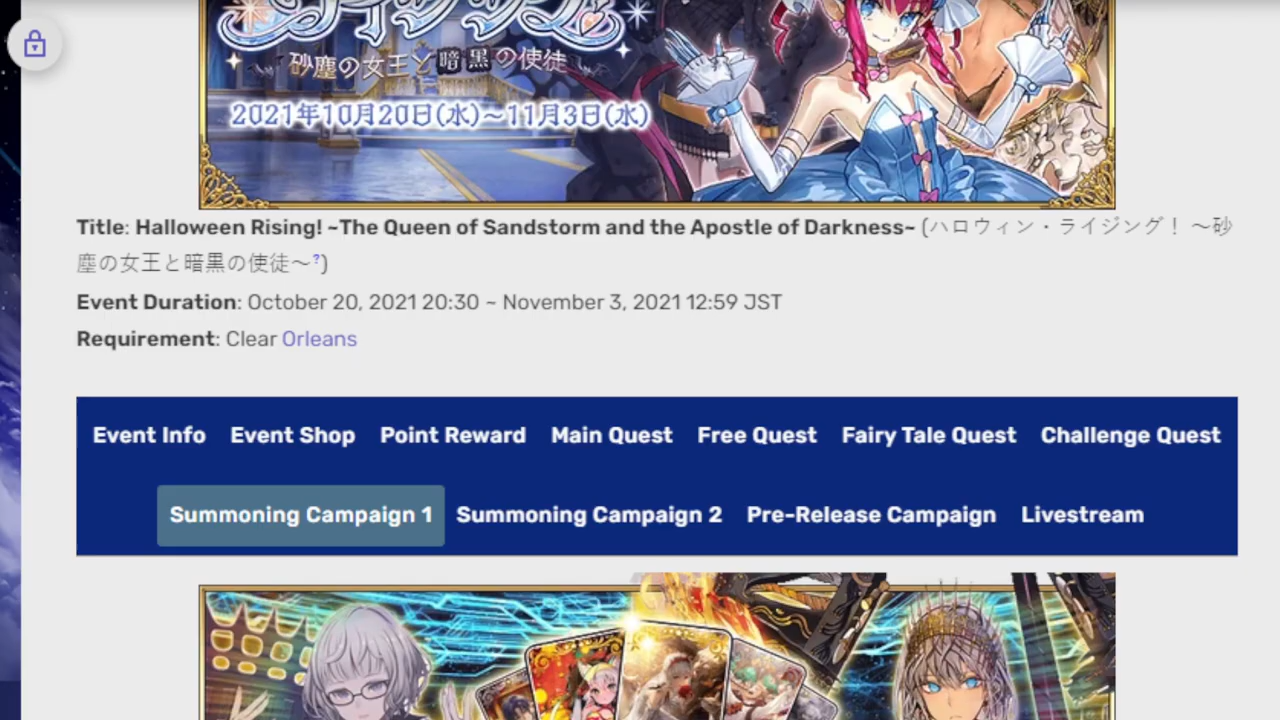 砂塵の女王と暗黒の使徒
2021年10月20日(水)～11月3日(水)
Title: Halloween Rising! ~The Queen of Sandstorm and the Apostle of Darkness~ (ハロウィン・ライジング！ ～砂
塵の女王と暗黒の使徒～?)
Event Duration: October 20, 2021 20:30 ~ November 3, 2021 12:59 JST
Requirement: Clear Orleans
Event Info Event Shop Point Reward Main Quest Free Quest Fairy Tale Quest Challenge Quest
Summoning Campaign 1 Summoning Campaign 2 Pre-Release Campaign Livestream